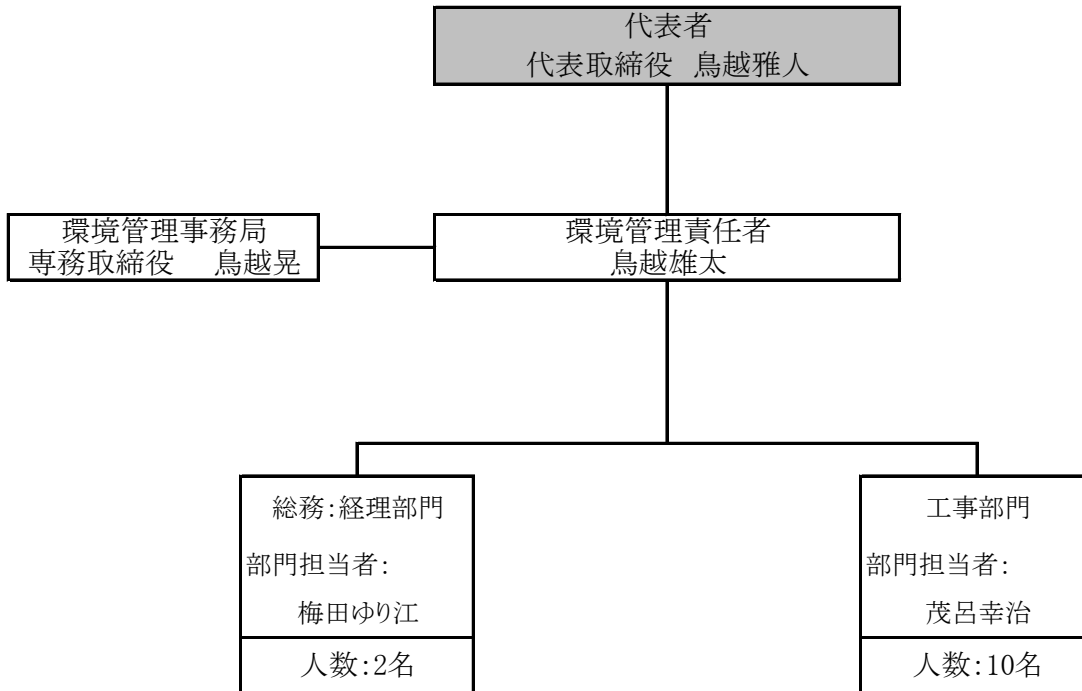 代表者
代表取締役 鳥越雅人
環境管理事務局
専務取締役 鳥越晃
環境管理責任者
鳥越雄太
総務:経理部門
部門担当者:
梅田ゆり江
人数:2名
工事部門
部門担当者:
茂呂幸治
人数:10名